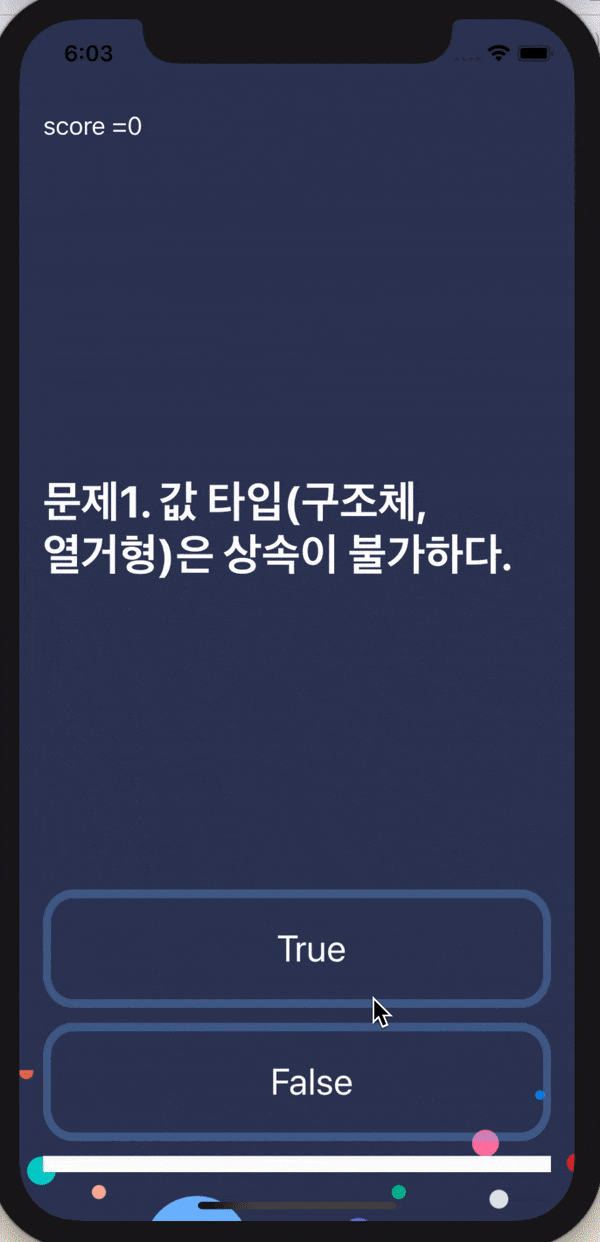 6:03
score =0
문제1. 값 타입(구조체,
열거형)은 상속이 불가하다.
True
False